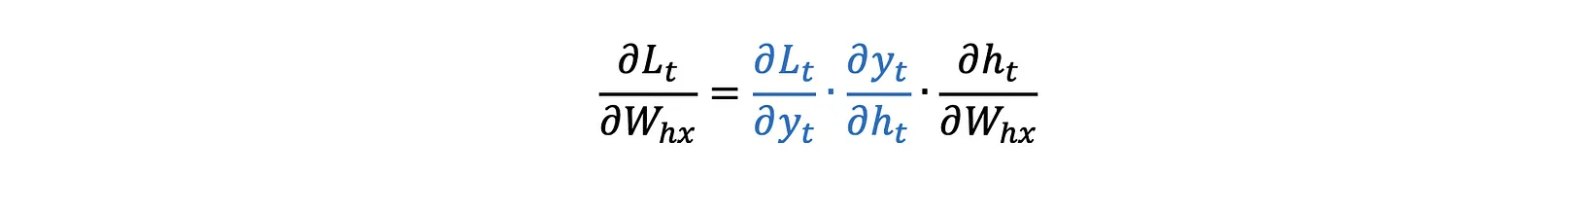 ∂L_t/∂W_hx = ∂L_t/∂y_t · ∂y_t/∂h_t · ∂h_t/∂W_hx